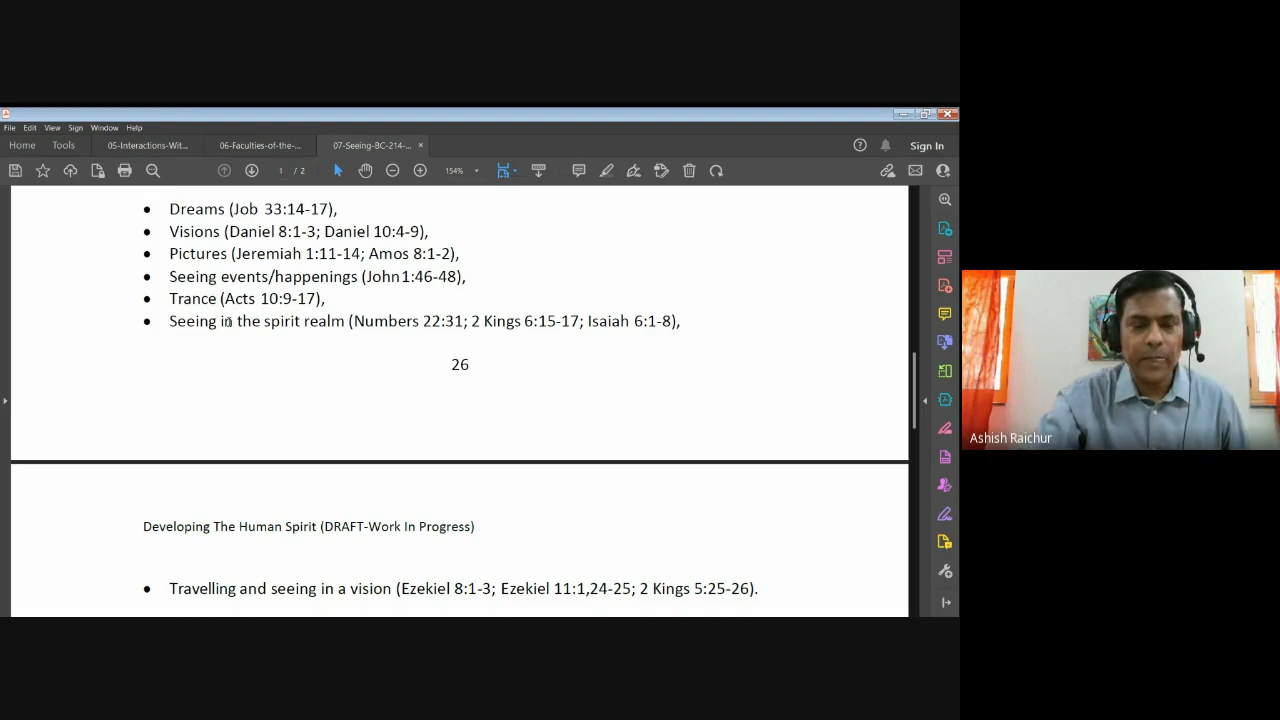 File Edit View Sign Window Help
Home Tools 05-Interactions-Wit... 06-Faculties-of-the-... 07-Seeing-BC-214-... × Sign In
1 / 2 154%
• Dreams (Job 33:14-17),
• Visions (Daniel 8:1-3; Daniel 10:4-9),
• Pictures (Jeremiah 1:11-14; Amos 8:1-2),
• Seeing events/happenings (John 1:46-48),
• Trance (Acts 10:9-17),
• Seeing in the spirit realm (Numbers 22:31; 2 Kings 6:15-17; Isaiah 6:1-8),
26
Developing The Human Spirit (DRAFT-Work In Progress)
• Travelling and seeing in a vision (Ezekiel 8:1-3; Ezekiel 11:1,24-25; 2 Kings 5:25-26).
Ashish Raichur